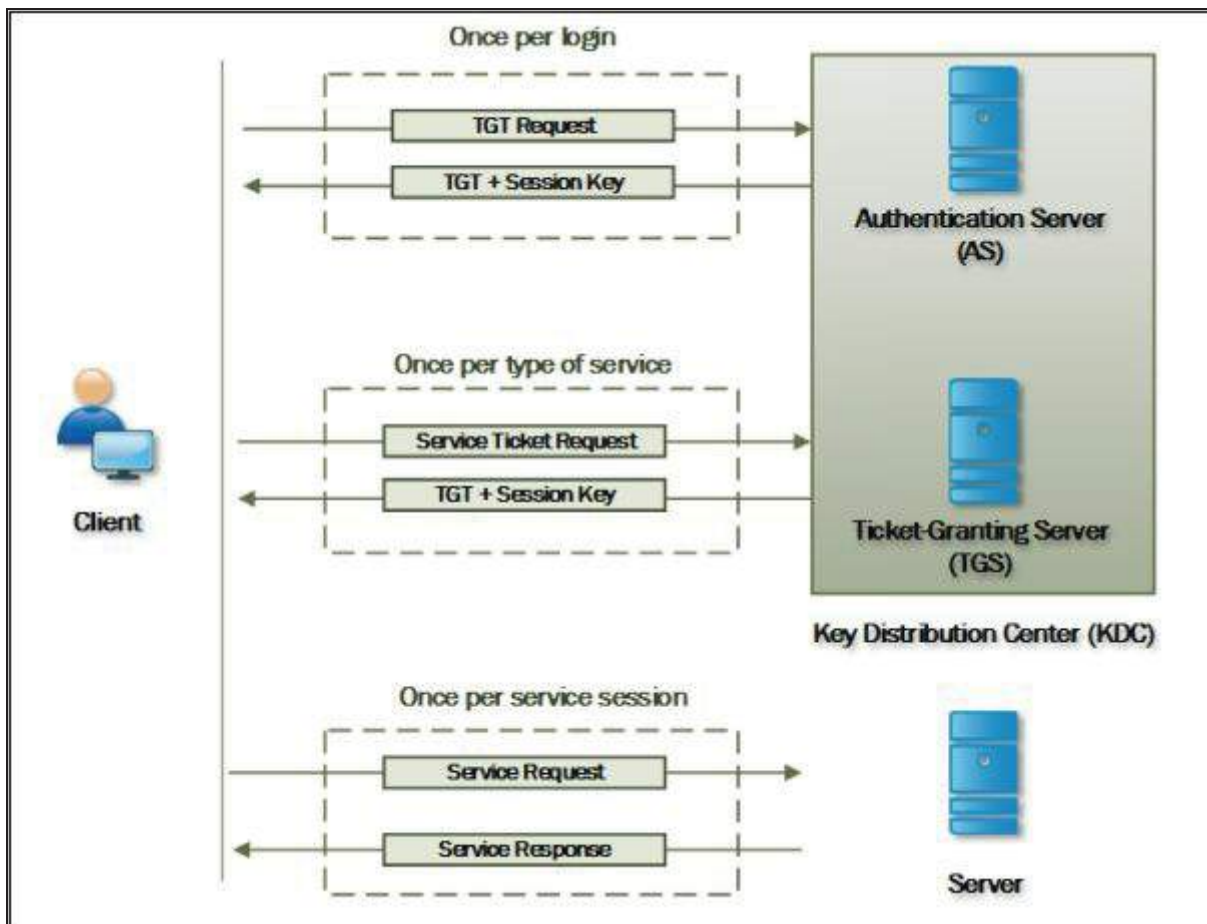 Once per login
TGT Request
TGT + Session Key
Authentication Server
(AS)
Once per type of service
Service Ticket Request
TGT + Session Key
Client
Ticket-Granting Server
(TGS)
Key Distribution Center (KDC)
Once per service session
Service Request
Service Response
Server